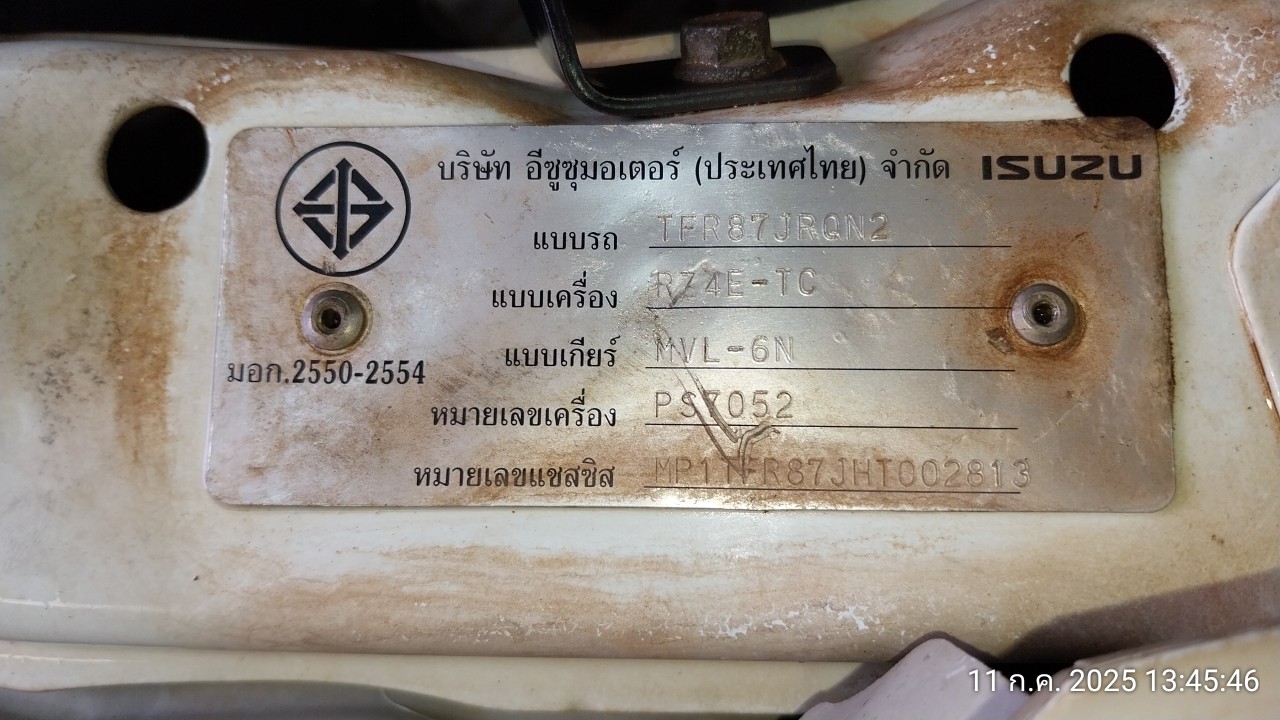 บริษัท อีซูซุมอเตอร์ (ประเทศไทย) จำกัด ISUZU
แบบรถ TFR87JRQN2
แบบเครื่อง RZ4E-TC
แบบเกียร์ MVL-6N
มอก.2550-2554
หมายเลขเครื่อง PS7052
หมายเลขแชสซิส MP1TFR87JHT002813
11 ก.ค. 2025 13:45:46